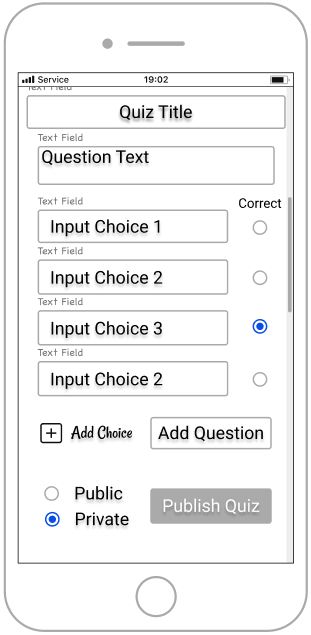 Service 19:02
Text Field
Quiz Title
Text Field
Question Text
Text Field
Correct
Input Choice 1
Text Field
Input Choice 2
Text Field
Input Choice 3
Text Field
Input Choice 2
Add Choice
Add Question
Public
Private
Publish Quiz